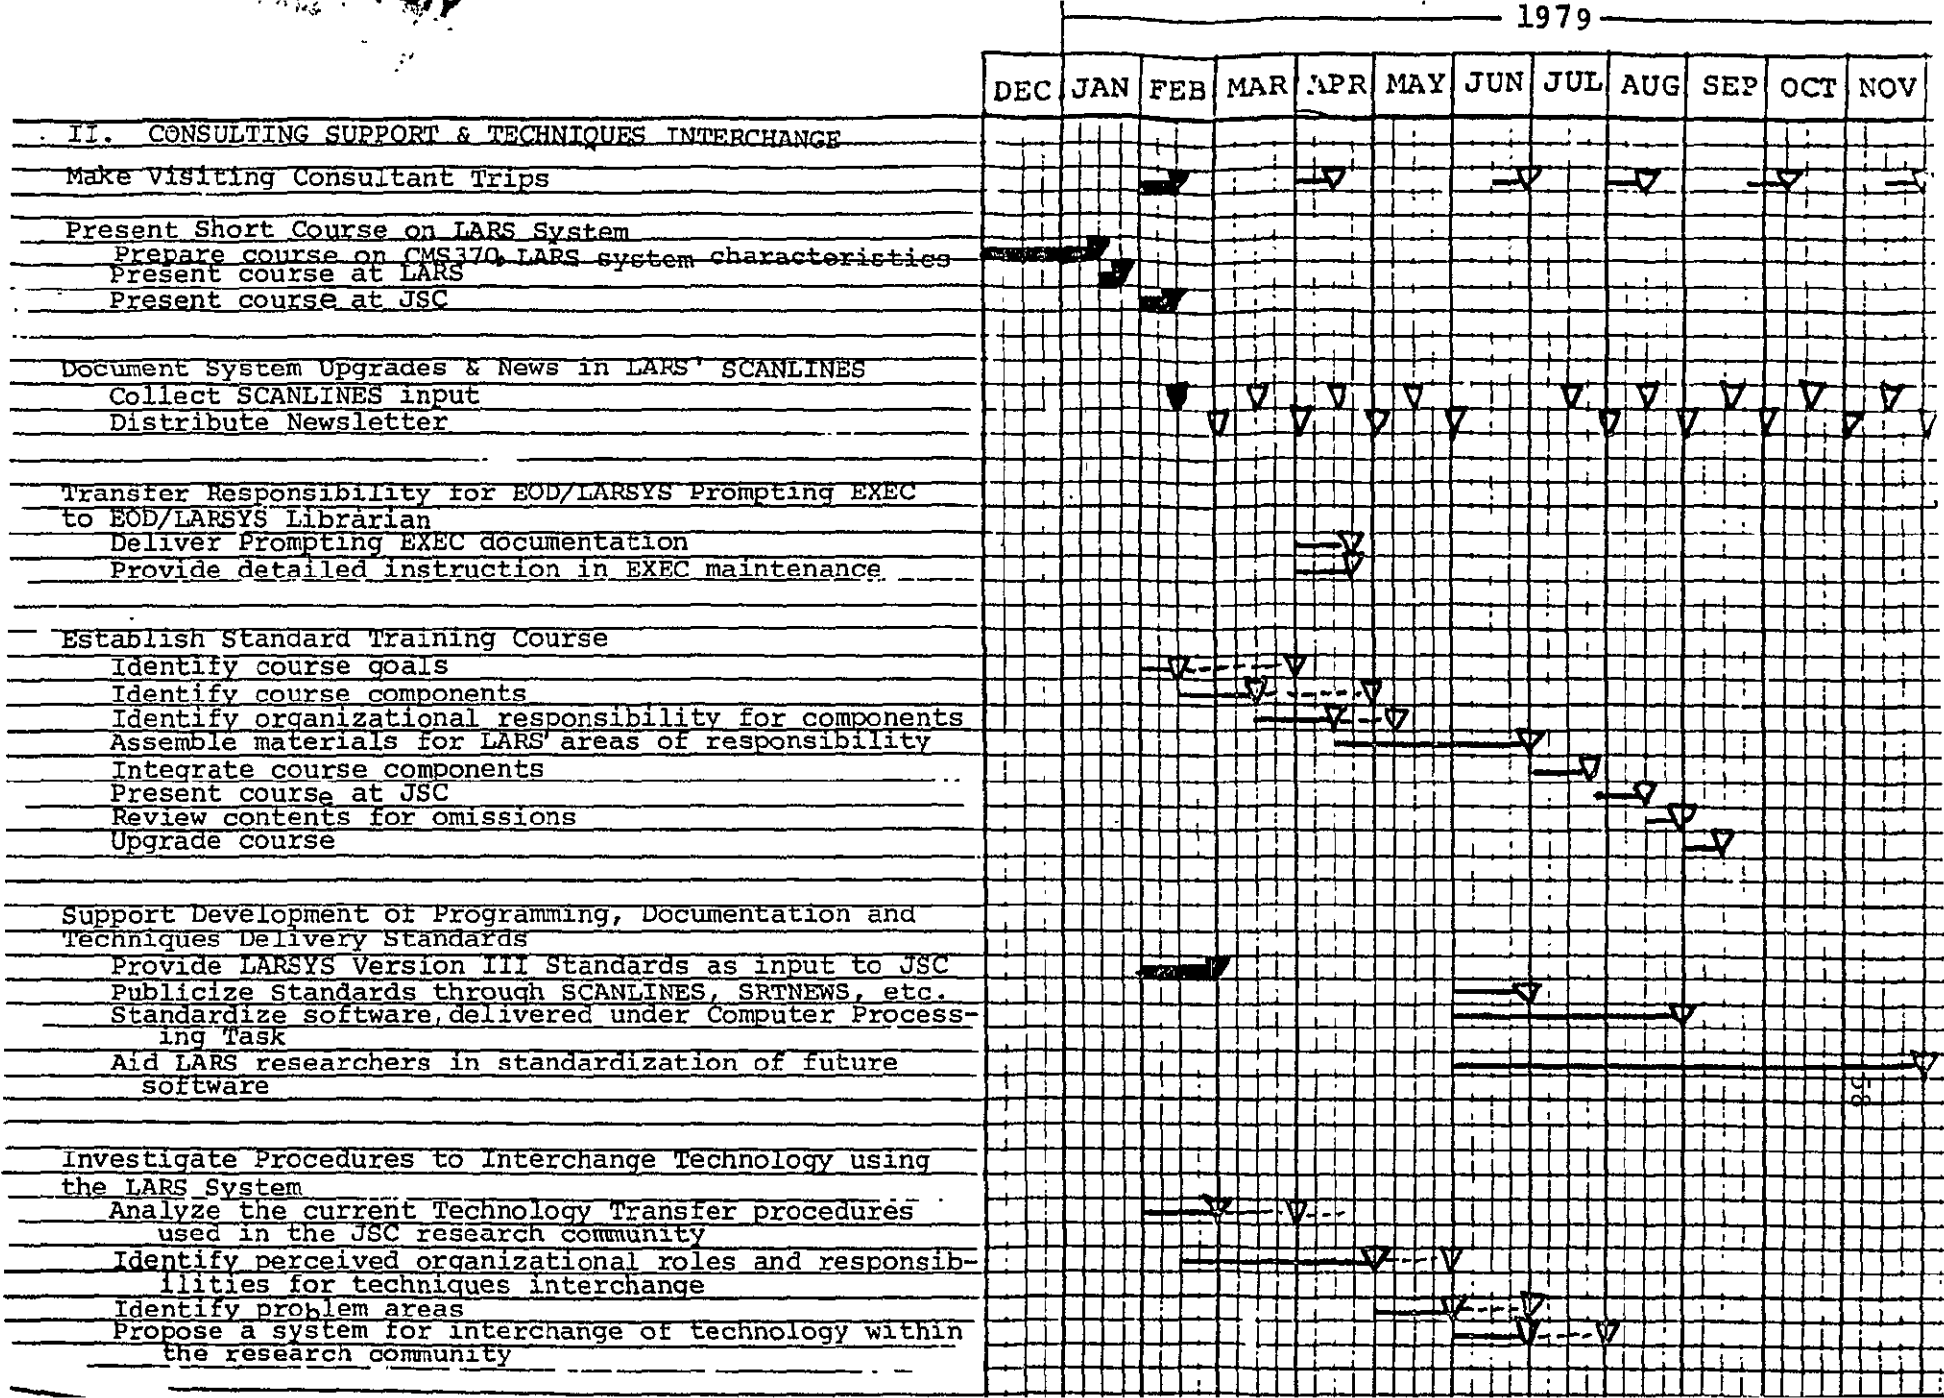 1979
DEC JAN FEB MAR APR MAY JUN JUL AUG SEP OCT NOV
II. CONSULTING SUPPORT & TECHNIQUES INTERCHANGE
Make Visiting Consultant Trips
Present Short Course on LARS System
Prepare course on CMS370, LARS system characteristics
Present course at LARS
Present course at JSC
Document System Upgrades & News in LARS' SCANLINES
Collect SCANLINES input
Distribute Newsletter
Transfer Responsibility for EOD/LARSYS Prompting EXEC
to EOD/LARSYS Librarian
Deliver Prompting EXEC documentation
Provide detailed instruction in EXEC maintenance
Establish Standard Training Course
Identify course goals
Identify course components
Identify organizational responsibility for components
Assemble materials for LARS' areas of responsibility
Integrate course components
Present course at JSC
Review contents for omissions
Upgrade course
Support Development of Programming, Documentation and
Techniques Delivery Standards
Provide LARSYS Version III Standards as input to JSC
Publicize Standards through SCANLINES, SRTNEWS, etc.
Standardize software delivered under Computer Process-
ing Task
Aid LARS researchers in standardization of future
software
58
Investigate Procedures to Interchange Technology using
the LARS System
Analyze the current Technology Transfer procedures
used in the JSC research community
Identify perceived organizational roles and responsib-
ilities for techniques interchange
Identify problem areas
Propose a system for interchange of technology within
the research community